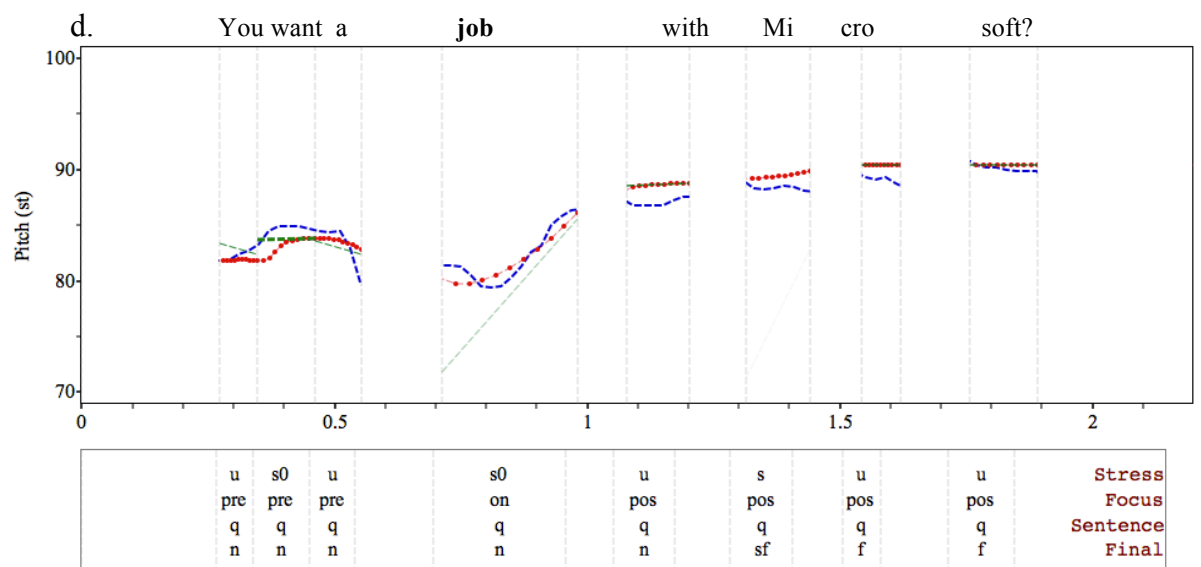 d. You want a job with Mi cro soft?
100
90
80
70
Pitch (st)
0 0.5 1 1.5 2
u s0 u s0 u s u u Stress
pre pre pre on pos pos pos pos Focus
q q q q q q q q Sentence
n n n n n sf f f Final